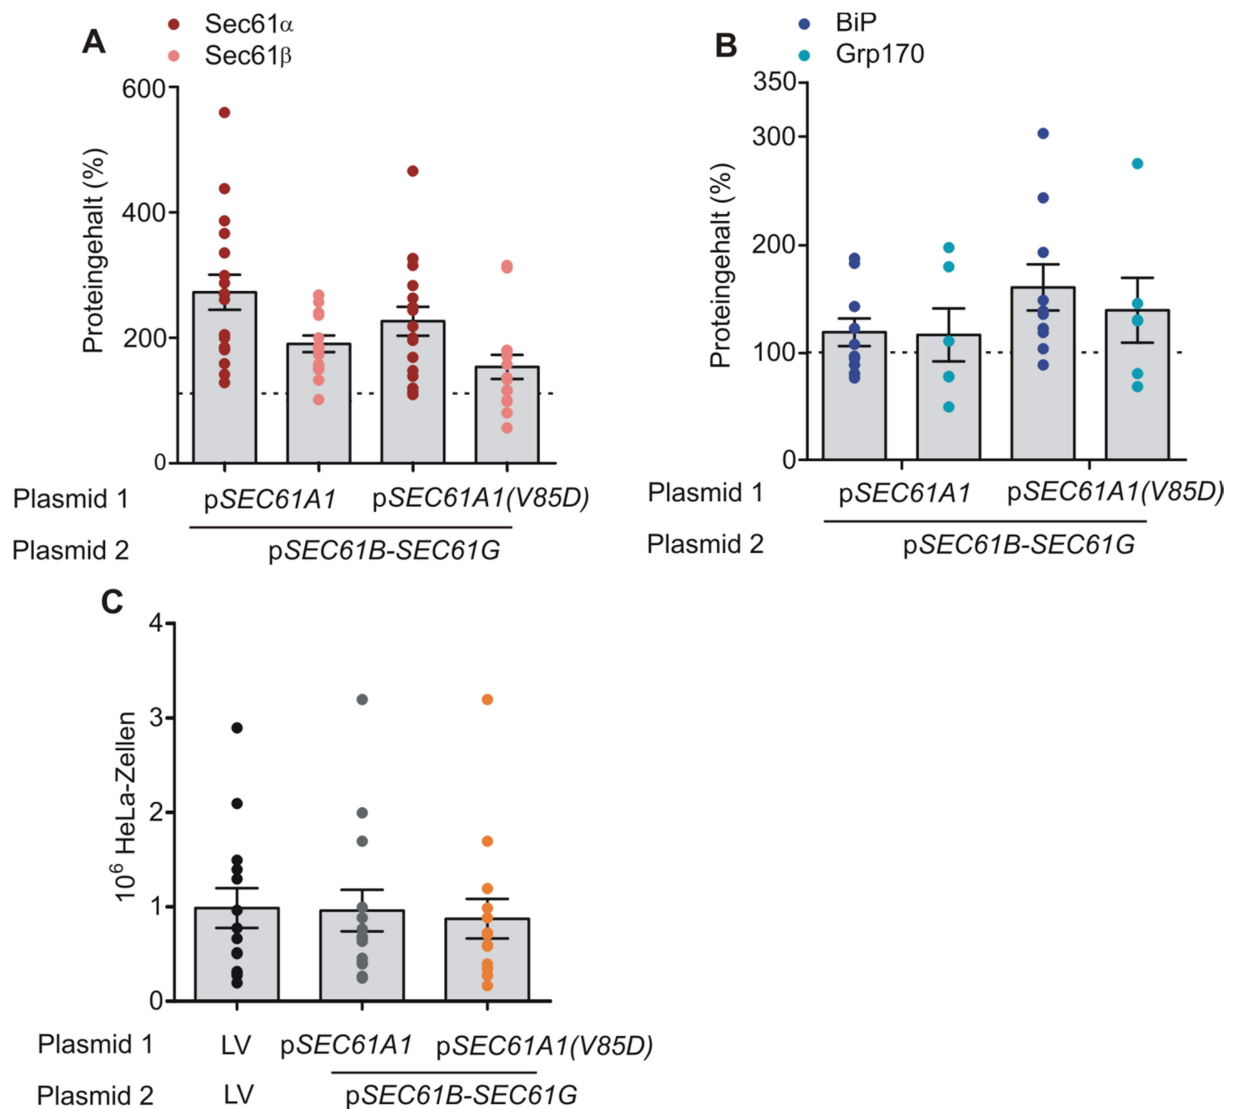 A
Sec61α
Sec61β
Proteingehalt (%)
600
400
200
0
Plasmid 1 pSEC61A1 pSEC61A1(V85D)
Plasmid 2 pSEC61B-SEC61G
B
BiP
Grp170
Proteingehalt (%)
350
300
200
100
0
Plasmid 1 pSEC61A1 pSEC61A1(V85D)
Plasmid 2 pSEC61B-SEC61G
C
10⁶ HeLa-Zellen
4
3
2
1
0
Plasmid 1 LV pSEC61A1 pSEC61A1(V85D)
Plasmid 2 LV pSEC61B-SEC61G